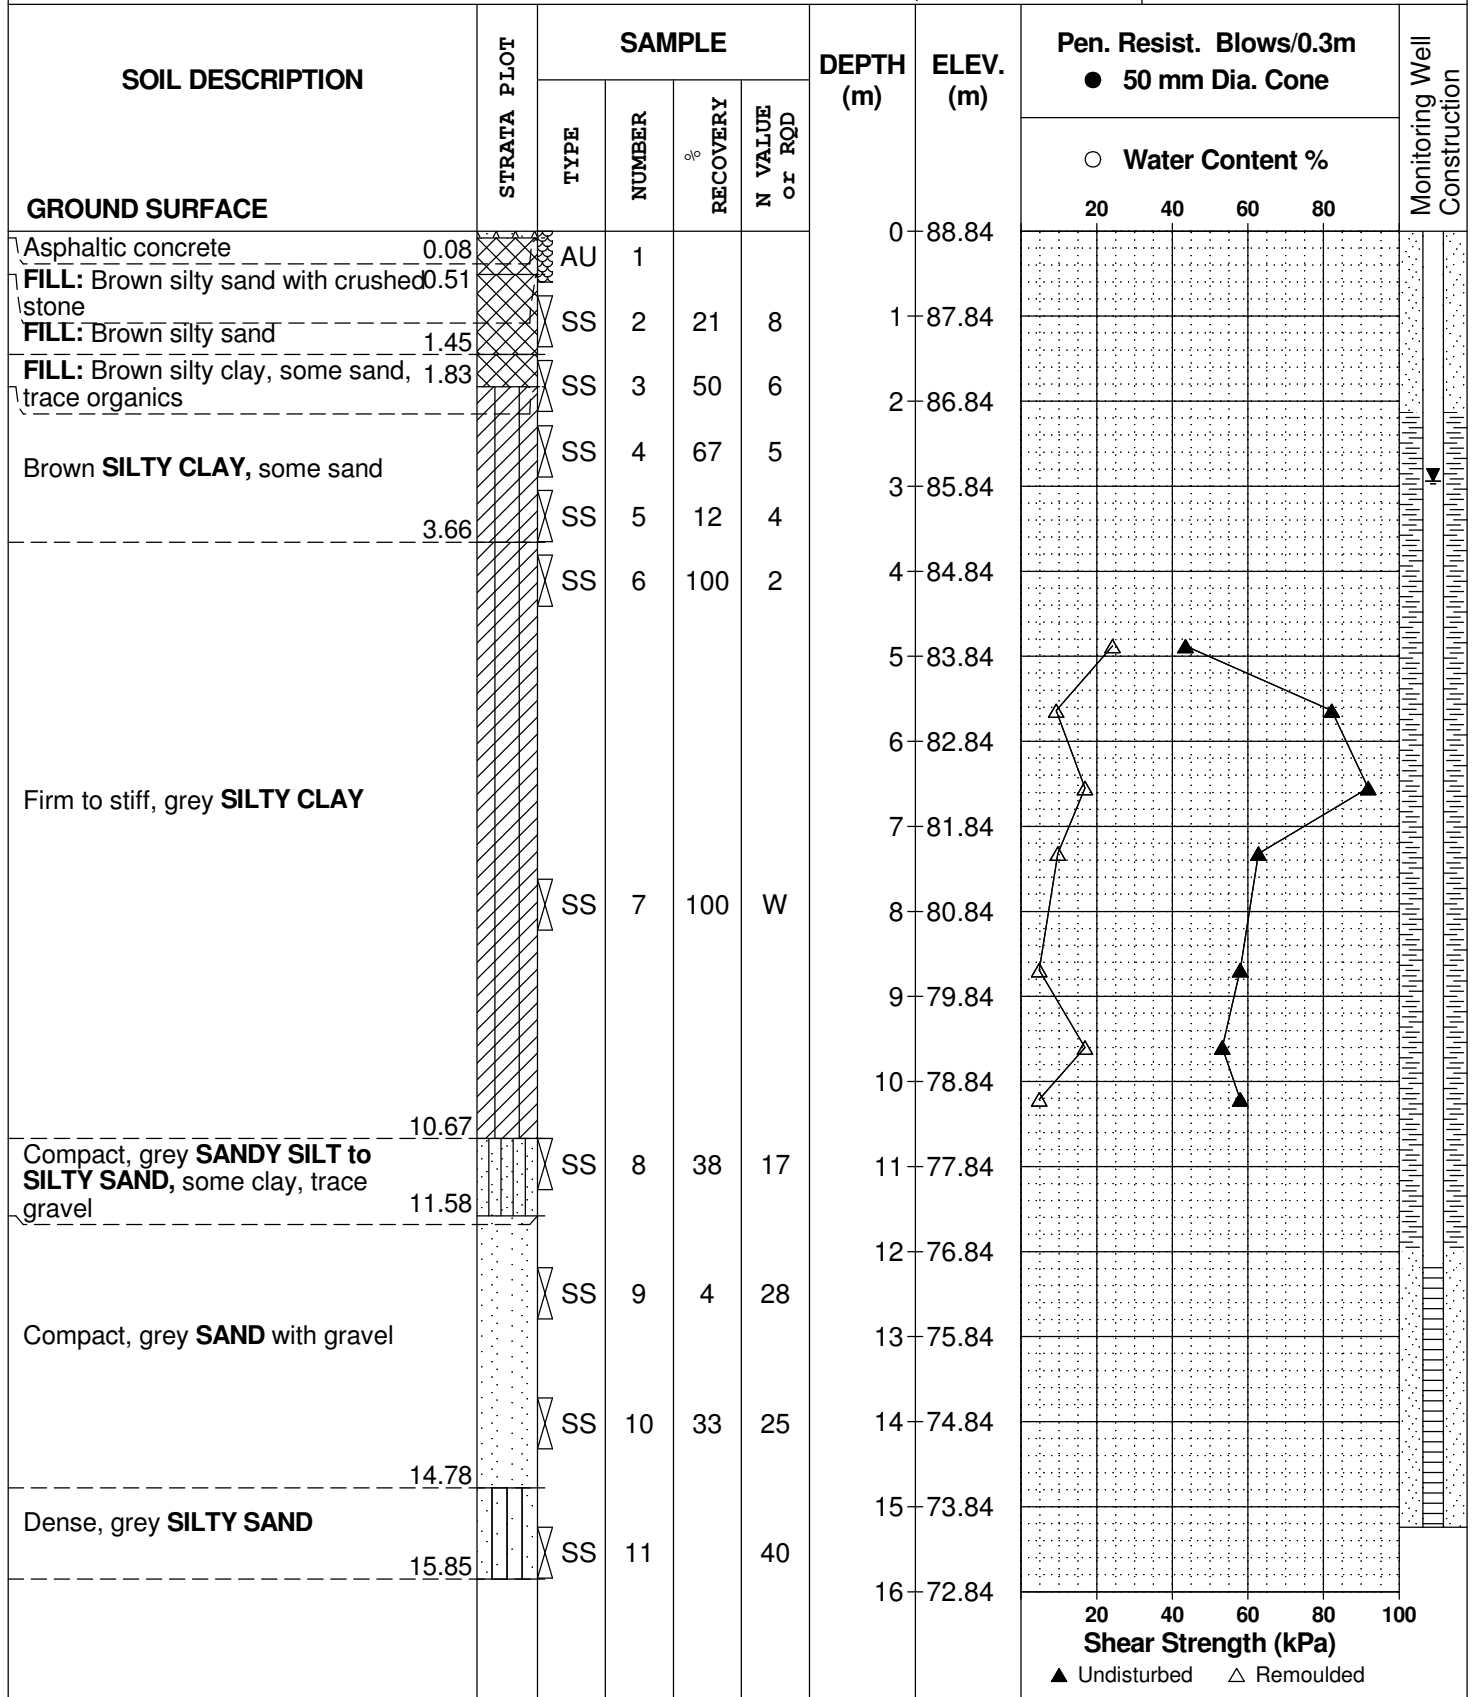 SOIL DESCRIPTION
GROUND SURFACE
STRATA PLOT
SAMPLE
TYPE
NUMBER
% RECOVERY
N VALUE or RQD
DEPTH (m)
ELEV. (m)
Pen. Resist. Blows/0.3m
● 50 mm Dia. Cone
○ Water Content %
20 40 60 80
Monitoring Well Construction
Asphaltic concrete 0.08
FILL: Brown silty sand with crushed 0.51
stone
FILL: Brown silty sand
1.45
FILL: Brown silty clay, some sand, 1.83
trace organics
Brown SILTY CLAY, some sand
3.66
Firm to stiff, grey SILTY CLAY
10.67
Compact, grey SANDY SILT to
SILTY SAND, some clay, trace
gravel 11.58
Compact, grey SAND with gravel
14.78
Dense, grey SILTY SAND
15.85
AU 1
SS 2 21 8
SS 3 50 6
SS 4 67 5
SS 5 12 4
SS 6 100 2
SS 7 100 W
SS 8 38 17
SS 9 4 28
SS 10 33 25
SS 11 40
0 88.84
1 87.84
2 86.84
3 85.84
4 84.84
5 83.84
6 82.84
7 81.84
8 80.84
9 79.84
10 78.84
11 77.84
12 76.84
13 75.84
14 74.84
15 73.84
16 72.84
20 40 60 80 100
Shear Strength (kPa)
▲ Undisturbed △ Remoulded